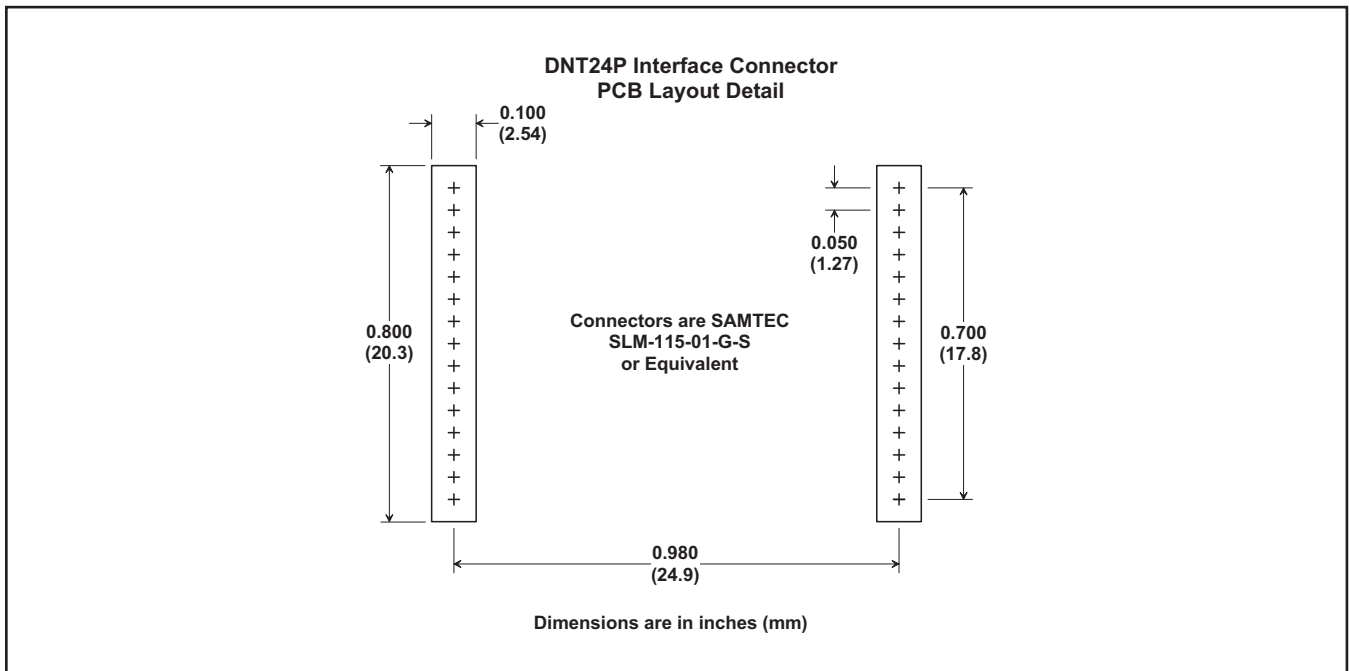 DNT24P Interface Connector
PCB Layout Detail
0.100
(2.54)
0.050
(1.27)
0.800
(20.3)
Connectors are SAMTEC
SLM-115-01-G-S
or Equivalent
0.700
(17.8)
0.980
(24.9)
Dimensions are in inches (mm)